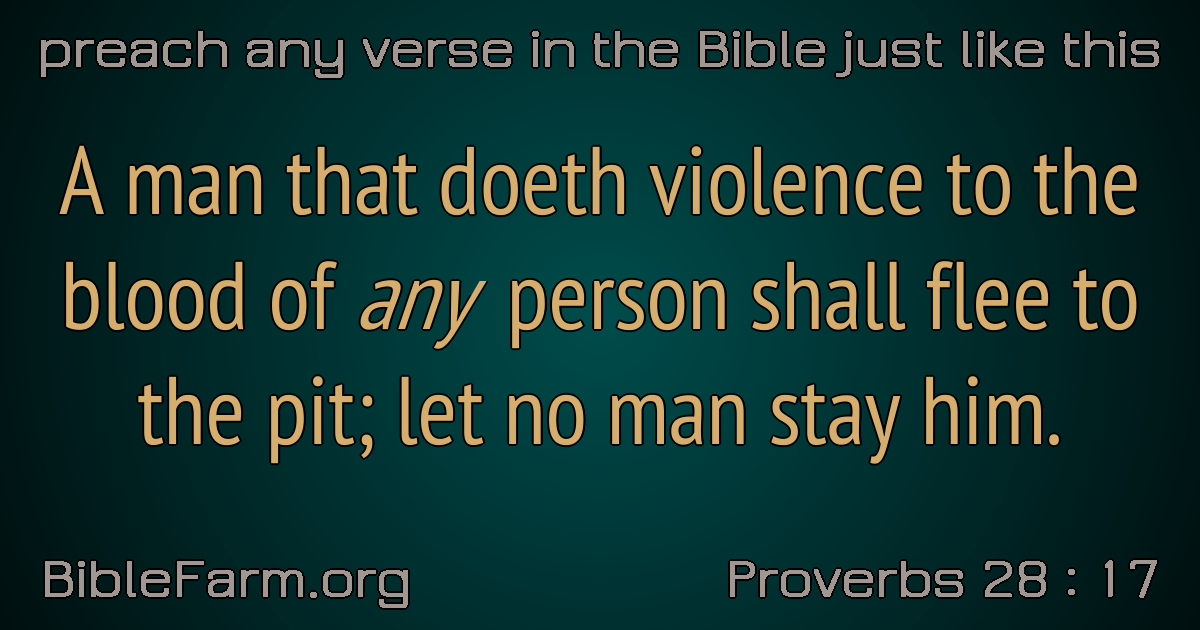 preach any verse in the Bible just like this
A man that doeth violence to the
blood of any person shall flee to
the pit; let no man stay him.
BibleFarm.org
Proverbs 28 : 17